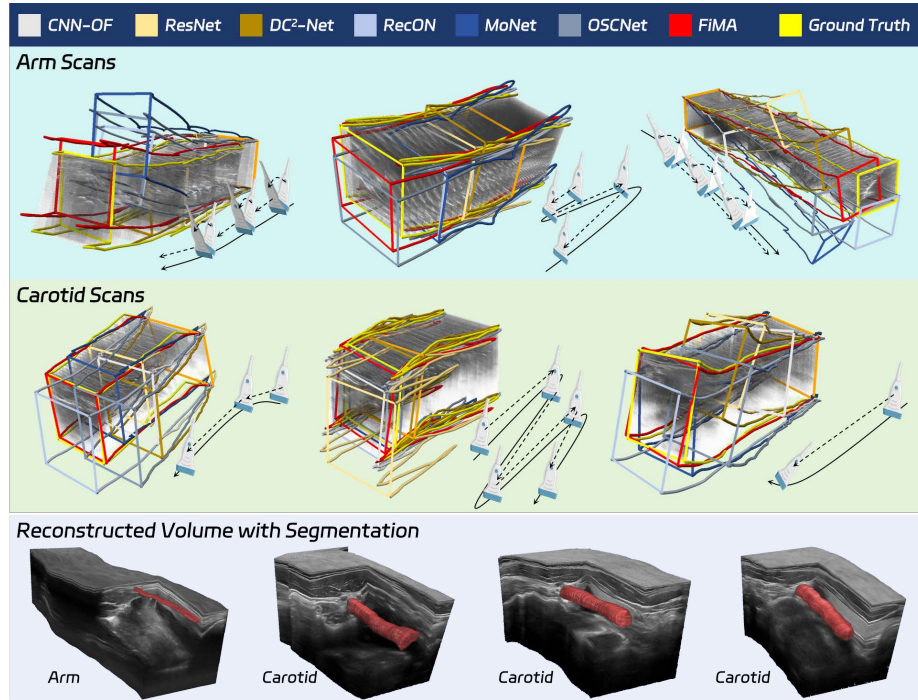 CNN-OF ResNet DC²-Net RecON MoNet OSCNet FiMA Ground Truth
Arm Scans
Carotid Scans
Reconstructed Volume with Segmentation
Arm Carotid Carotid Carotid